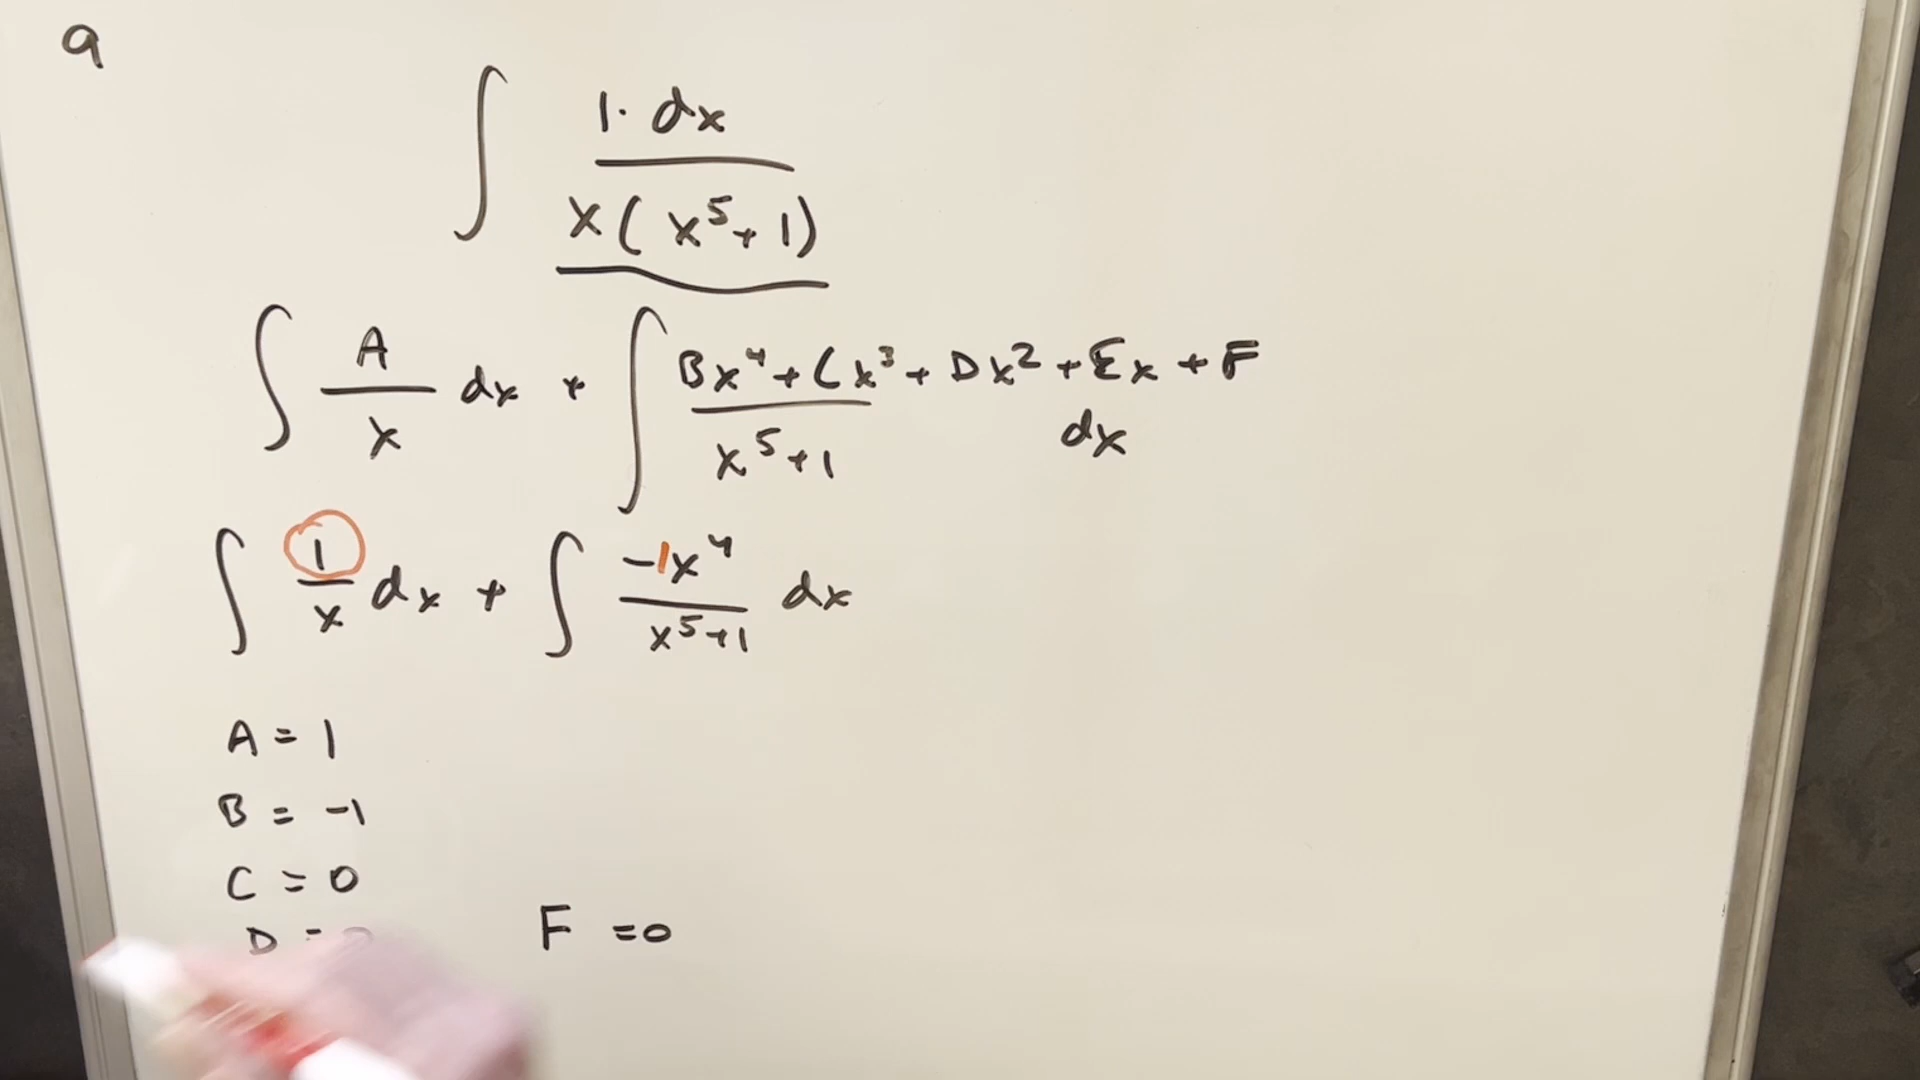 9
∫ 1· dx / x(x⁵+1)
∫ A/x dx + ∫ Bx⁴+Cx³+Dx²+Ex+F / x⁵+1 dx
∫ 1/x dx + ∫ -1x⁴ / x⁵+1 dx
A = 1
B = -1
C = 0
D =
F = 0